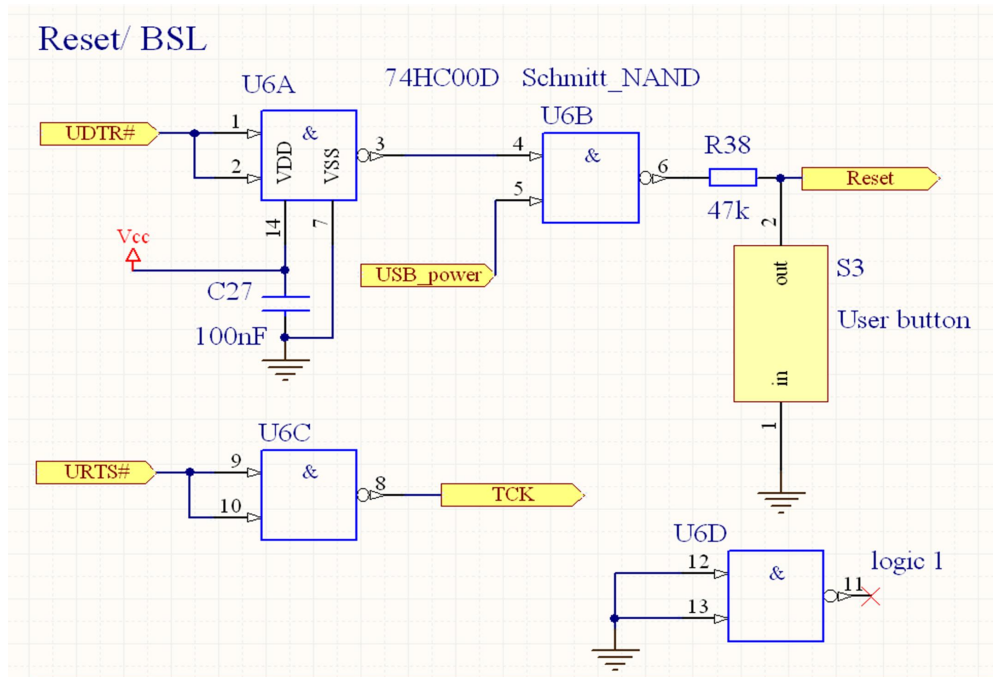 Reset/ BSL
74HC00D Schmitt_NAND
U6A
U6B
UDTR#
1
2
&
VDD
VSS
3
4
5
&
6
R38
47k
Reset
14
7
Vcc
USB_power
C27
100nF
2
out
S3
User button
in
1
U6C
URTS#
9
10
&
8
TCK
U6D
12
13
&
11
logic 1